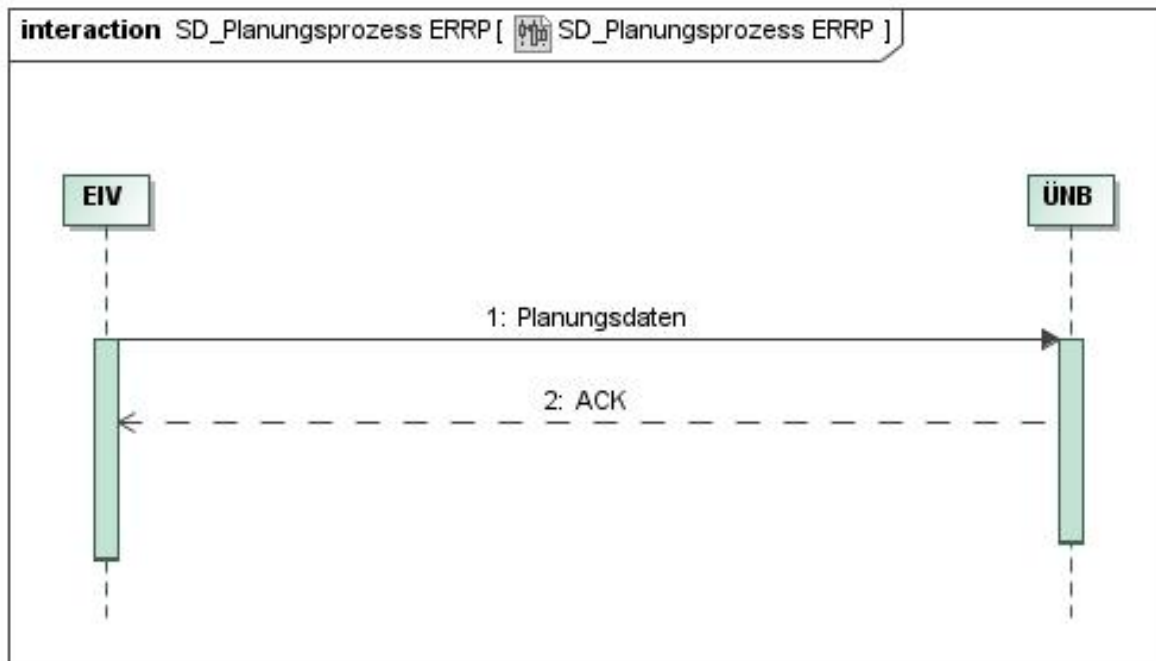 interaction SD_Planungsprozess ERRP [ SD_Planungsprozess ERRP ]
EIV
ÜNB
1: Planungsdaten
2: ACK